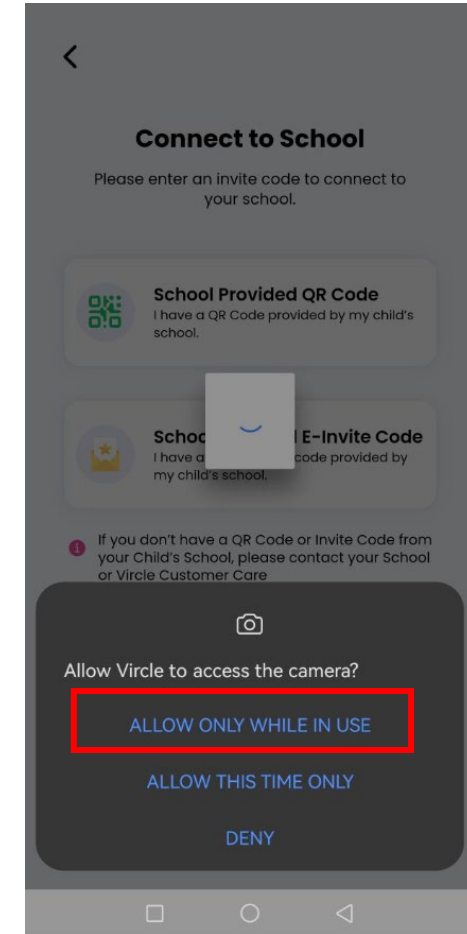 Connect to School
Please enter an invite code to connect to
your school.
School Provided QR Code
I have a QR Code provided by my child's
school.
E-Invite Code
I have a code provided by
my child's school.
If you don't have a QR Code or Invite Code from
your Child's School, please contact your School
or Vircle Customer Care
Allow Vircle to access the camera?
ALLOW ONLY WHILE IN USE
ALLOW THIS TIME ONLY
DENY